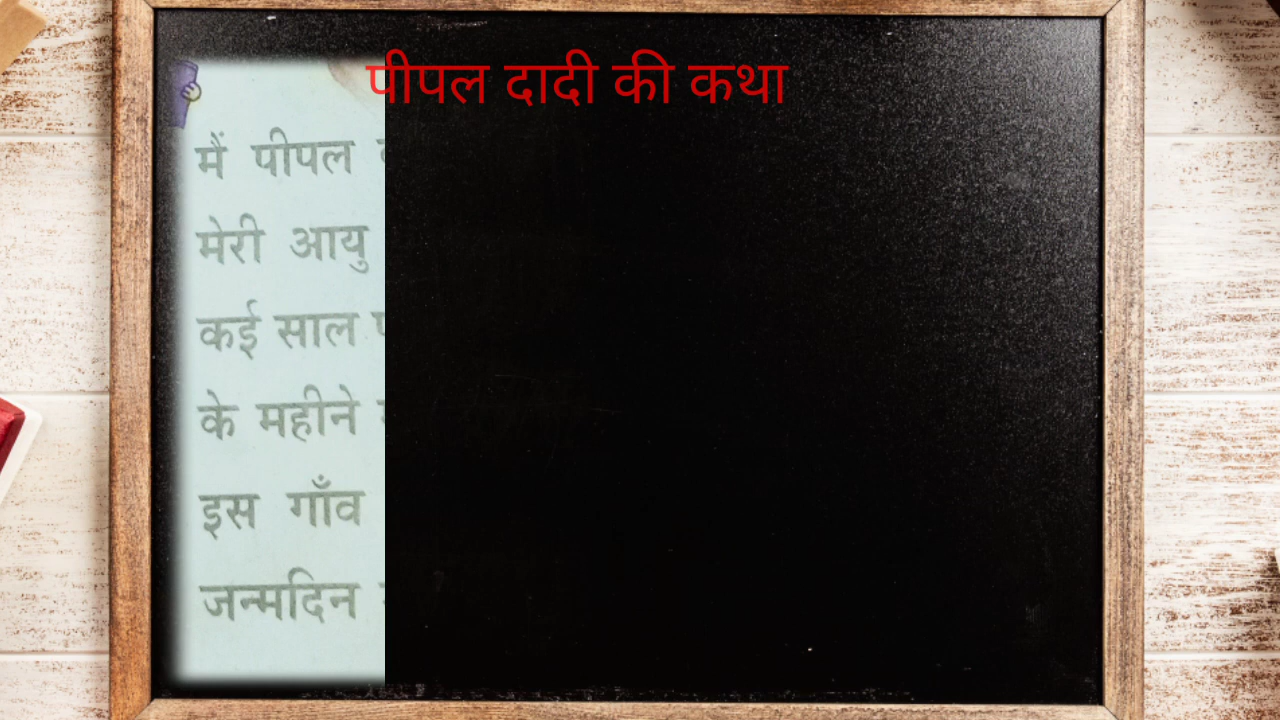 पीपल दादी की कथा
मैं पीपल
मेरी आयु
कई साल
के महीने
इस गाँव
जन्मदिन